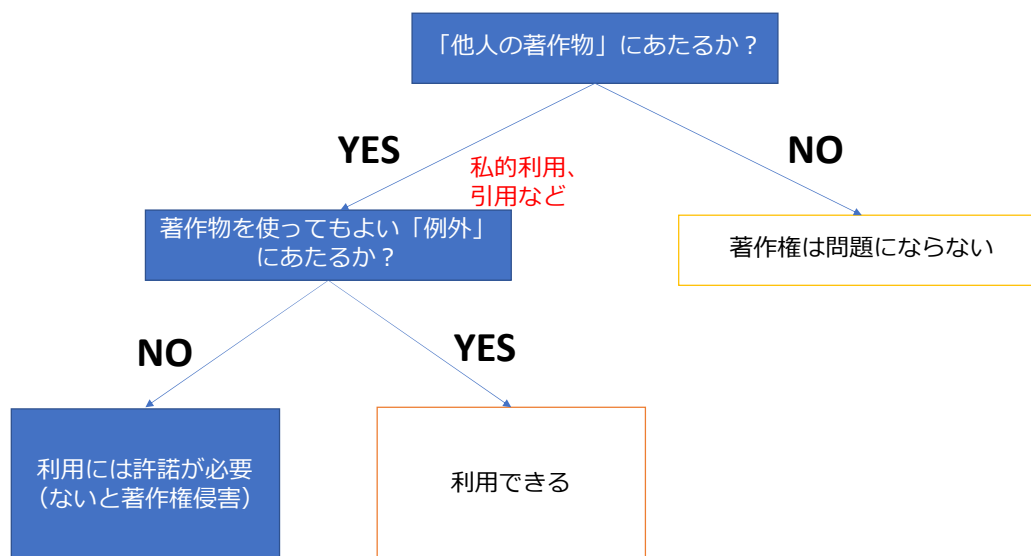 「他人の著作物」にあたるか？
YES
NO
私的利用、
引用など
著作物を使ってもよい「例外」
にあたるか？
著作権は問題にならない
NO
YES
利用には許諾が必要
（ないと著作権侵害）
利用できる